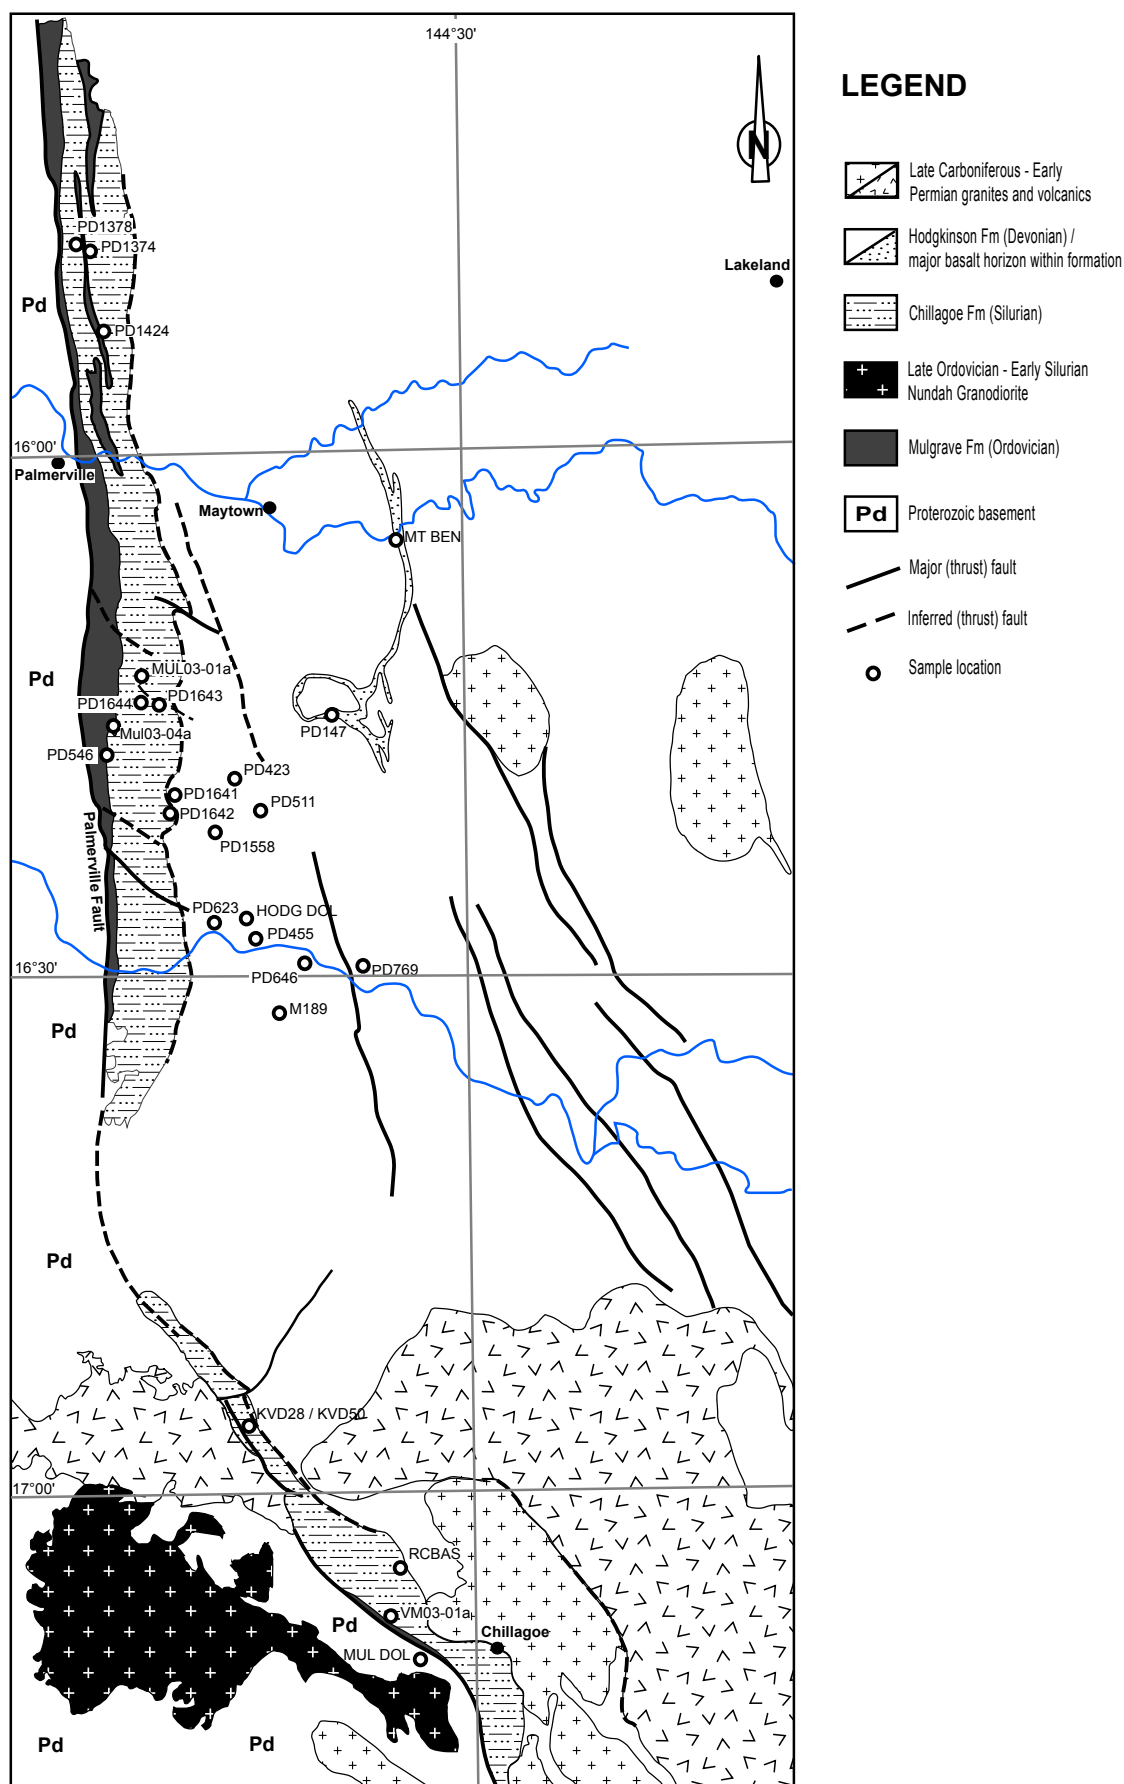 144°30'
LEGEND
N
Late Carboniferous - Early
Permian granites and volcanics
PD1378
PD1374
Hodgkinson Fm (Devonian) /
major basalt horizon within formation
Lakeland
Pd
Chillagoe Fm (Silurian)
PD1424
Late Ordovician - Early Silurian
Nundah Granodiorite
16°00'
Palmerville
Mulgrave Fm (Ordovician)
Maytown
Pd
Proterozoic basement
MT BEN
Major (thrust) fault
Inferred (thrust) fault
Sample location
MUL03-01a
Pd
PD1643
PD1644
Mul03-04a
PD147
PD546
PD423
PD1641
PD511
PD1642
PD1558
Palmerville Fault
PD623
HODG DOL
PD455
PD646
PD769
16°30'
M189
Pd
Pd
KVD28 / KVD50
17°00'
RCBAS
VM03-01a
Pd
Chillagoe
MUL DOL
Pd
Pd